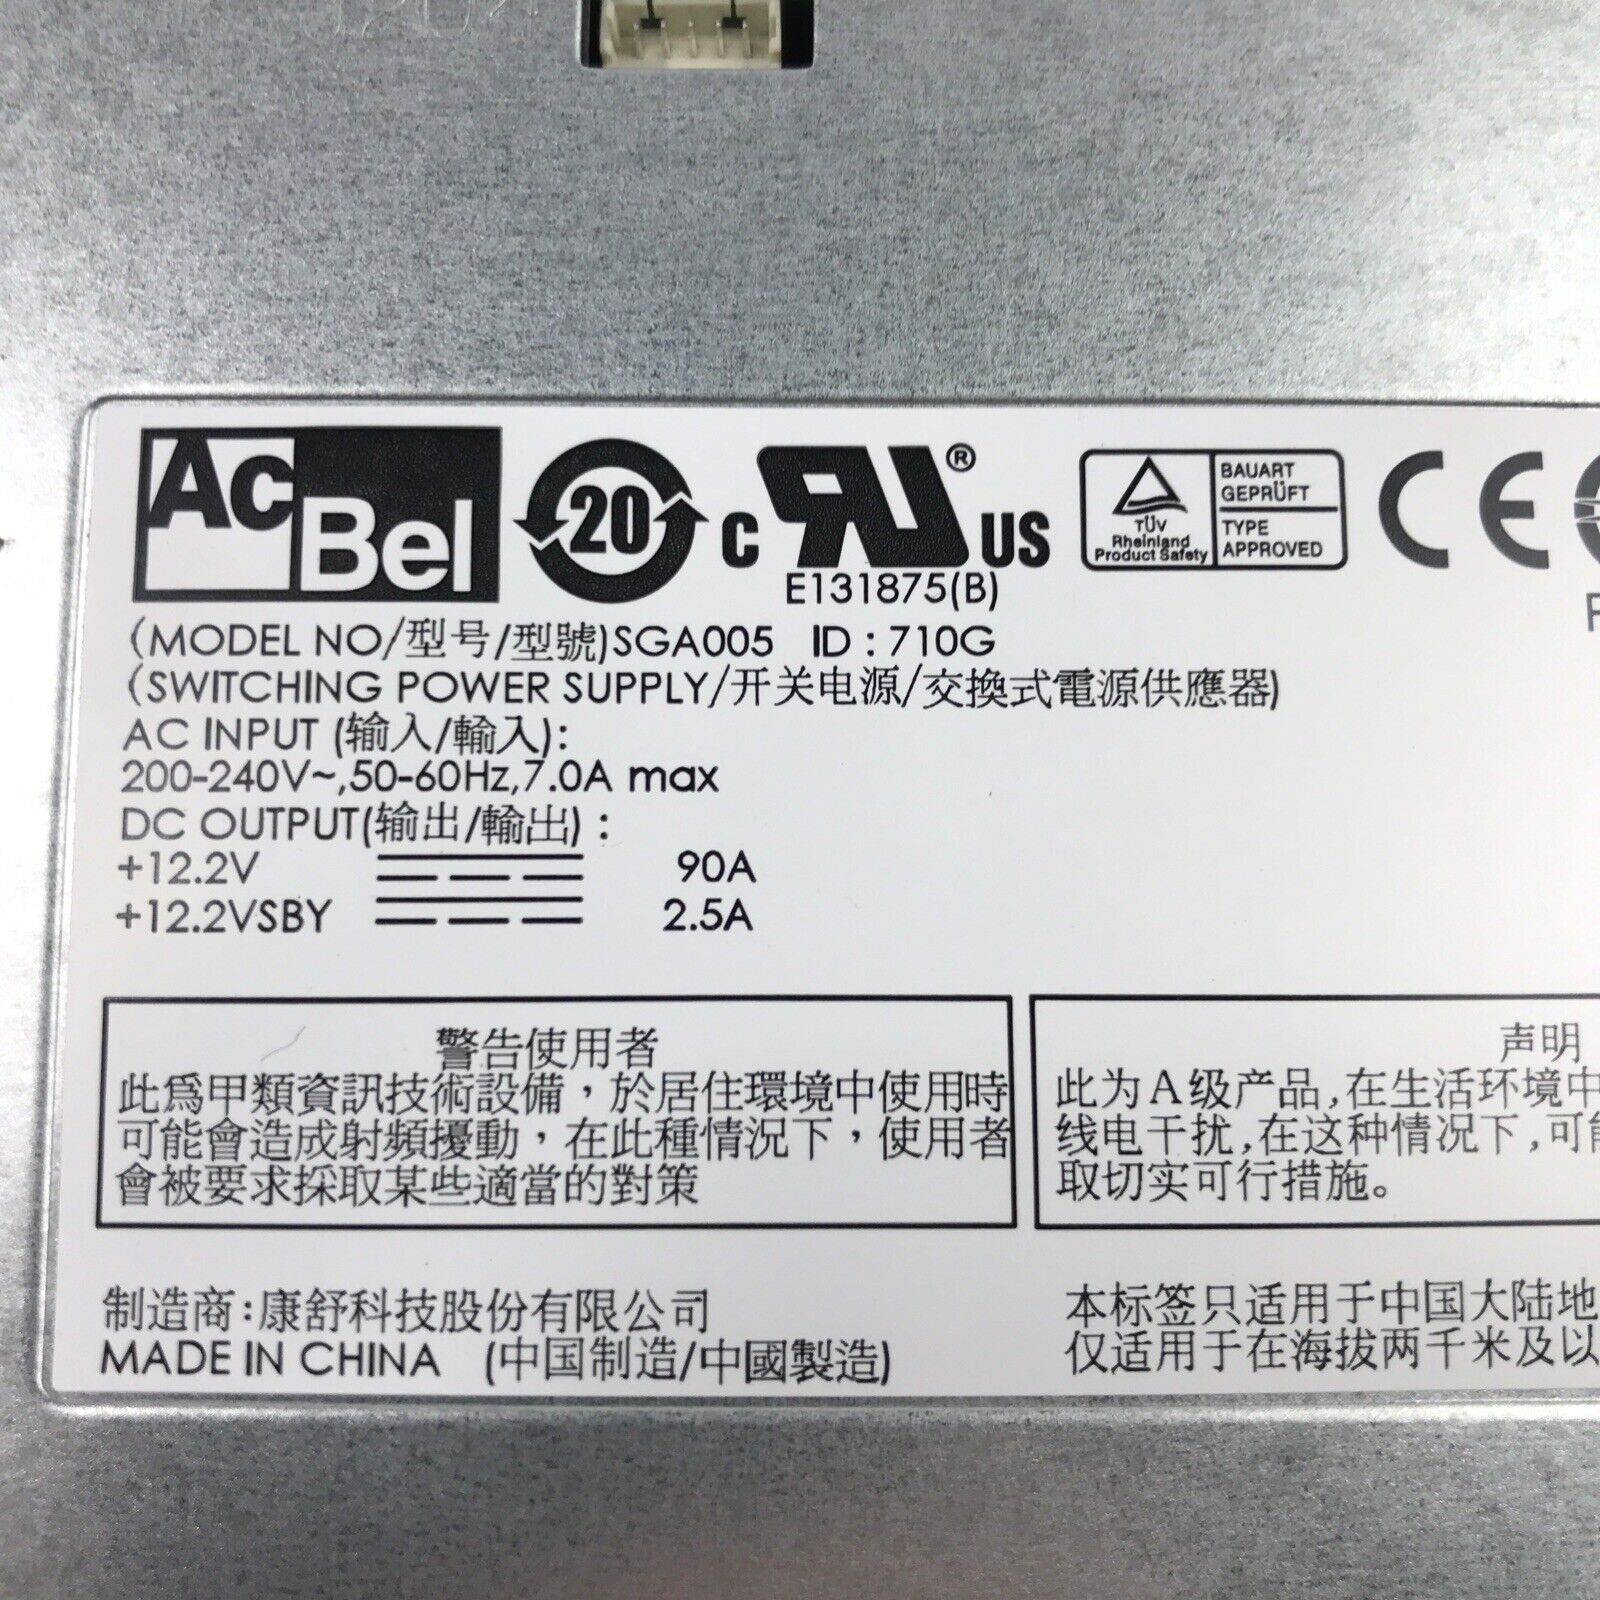 AcBel
20
c RU® US
TÜV
Rheinland
Product Safety
BAUART
GEPRÜFT
TYPE
APPROVED
CE
E131875(B)
(MODEL NO/型号/型號)SGA005 ID : 710G
(SWITCHING POWER SUPPLY/开关电源/交換式電源供應器)
AC INPUT (输入/輸入):
200-240V~,50-60Hz,7.0A max
DC OUTPUT(输出/輸出) :
+12.2V 90A
+12.2VSBY 2.5A
警告使用者
此爲甲類資訊技術設備，於居住環境中使用時
可能會造成射頻擾動，在此種情況下，使用者
會被要求採取某些適當的對策
声明
此为A级产品,在生活环境中
线电干扰,在这种情况下,可能
取切实可行措施。
制造商:康舒科技股份有限公司
MADE IN CHINA (中国制造/中國製造)
本标签只适用于中国大陆地
仅适用于在海拔两千米及以